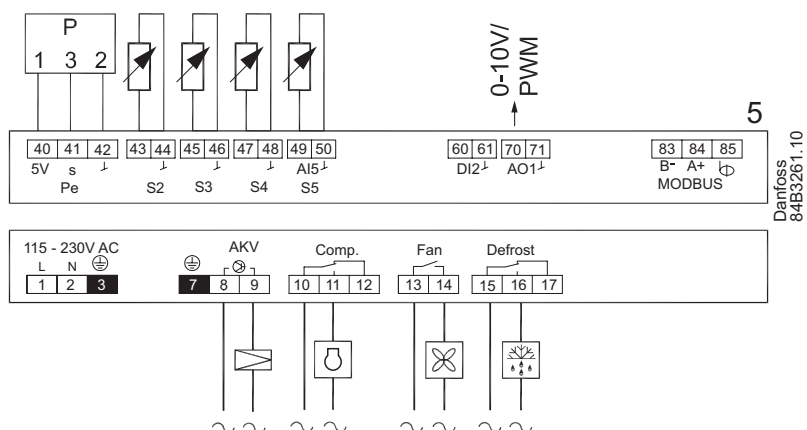 P
1 3 2
0-10V/
PWM
5
40 41 42 43 44 45 46 47 48 49 50 60 61 70 71 83 84 85
5V s AI5 DI2 AO1 B- A+
Pe S2 S3 S4 S5 MODBUS
Danfoss
84B3261.10
115 - 230V AC AKV Comp. Fan Defrost
L N
1 2 3 7 8 9 10 11 12 13 14 15 16 17